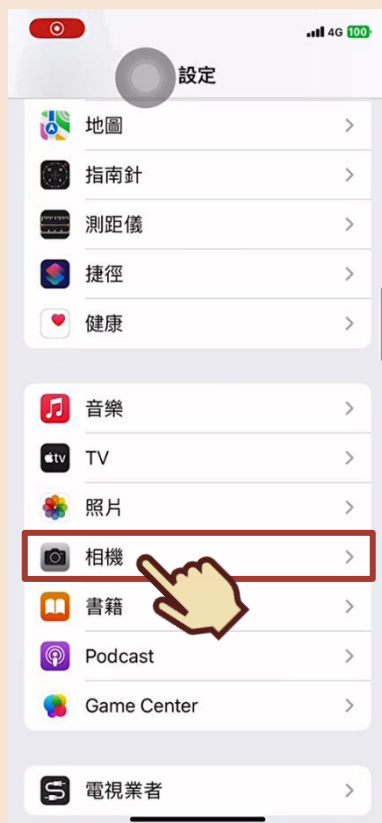 4G 100
設定
地圖
指南針
測距儀
捷徑
健康
音樂
tv TV
照片
相機
書籍
Podcast
Game Center
電視業者